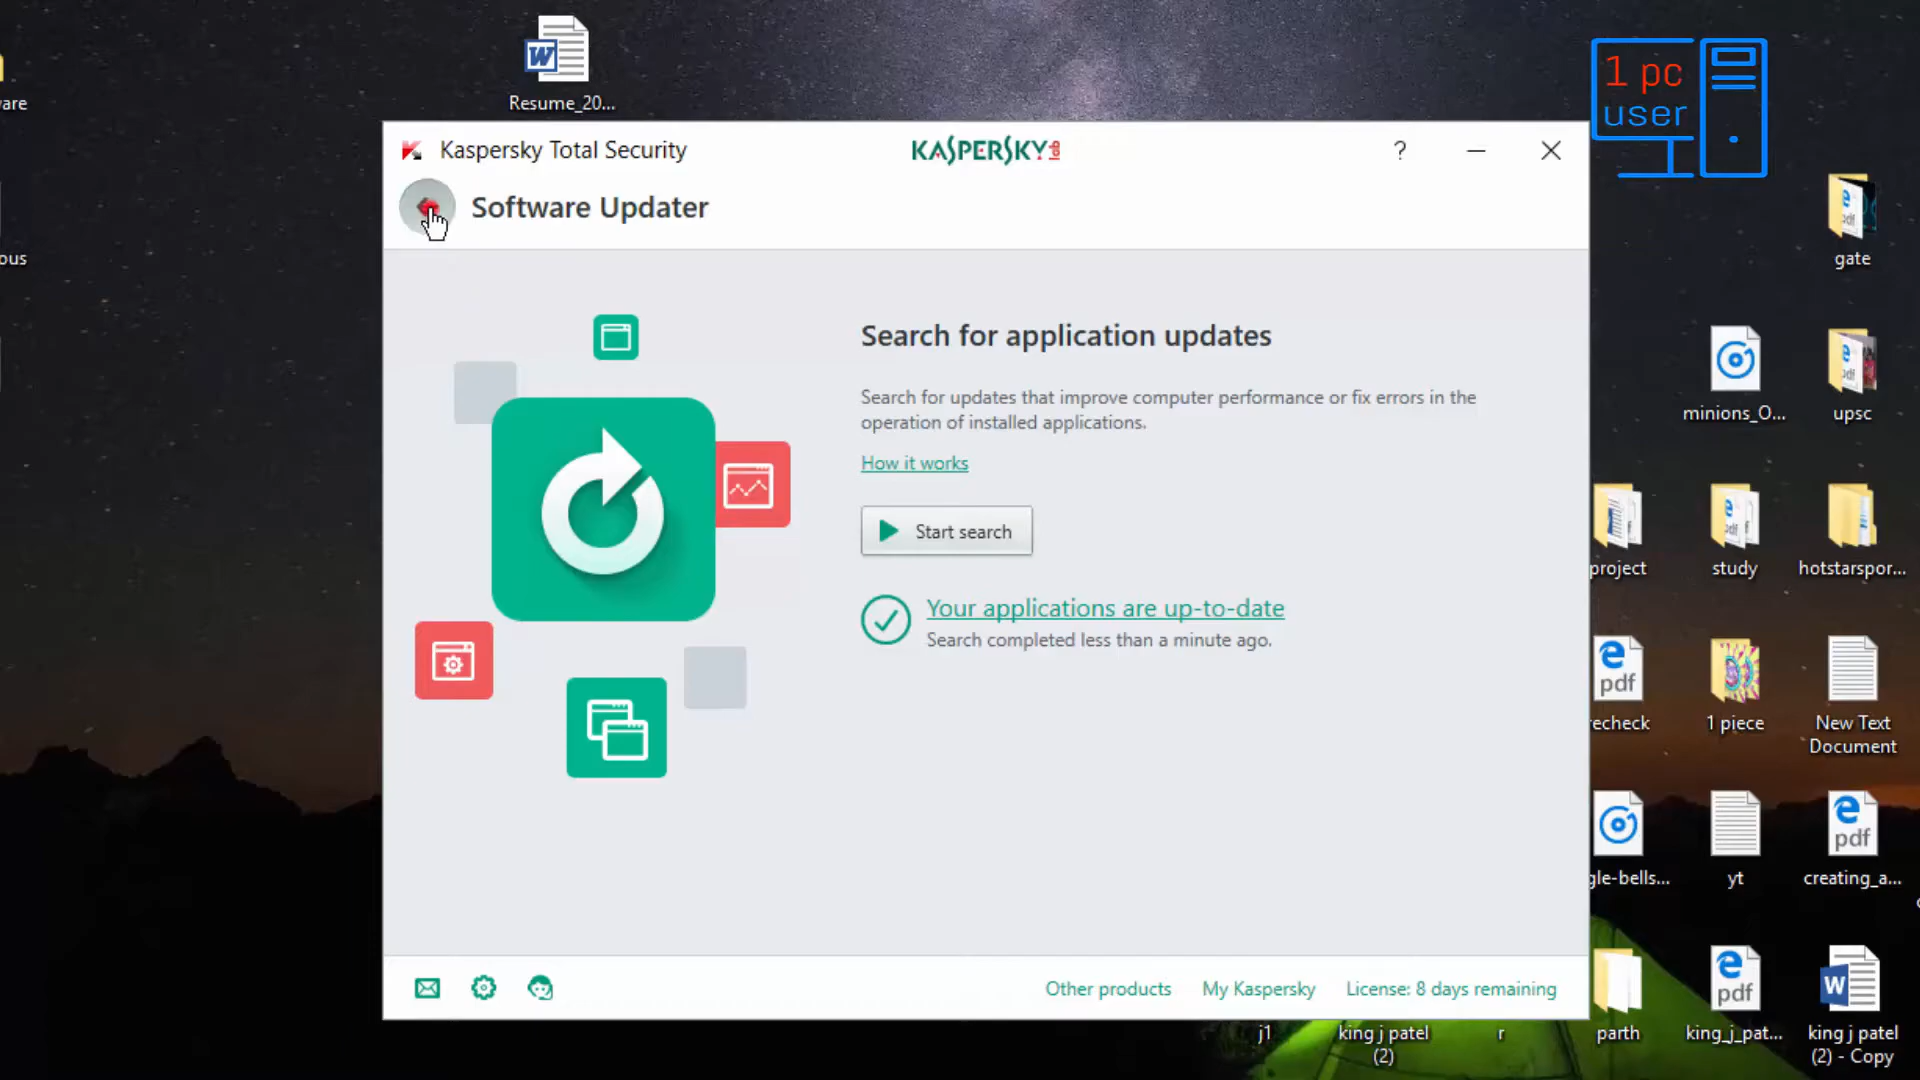 are
Resume_20...
1 pc
user
Kaspersky Total Security
KASPERSKY lab
?
Software Updater
ous
gate
Search for application updates
Search for updates that improve computer performance or fix errors in the
operation of installed applications.
How it works
Start search
Your applications are up-to-date
Search completed less than a minute ago.
minions_O...
upsc
project
study
hotstarspor...
pdf
recheck
1 piece
New Text
Document
gle-bells...
yt
pdf
creating_a...
Other products
My Kaspersky
License: 8 days remaining
pdf
j1
king j patel
(2)
r
parth
king_j_pat...
king j patel
(2) - Copy